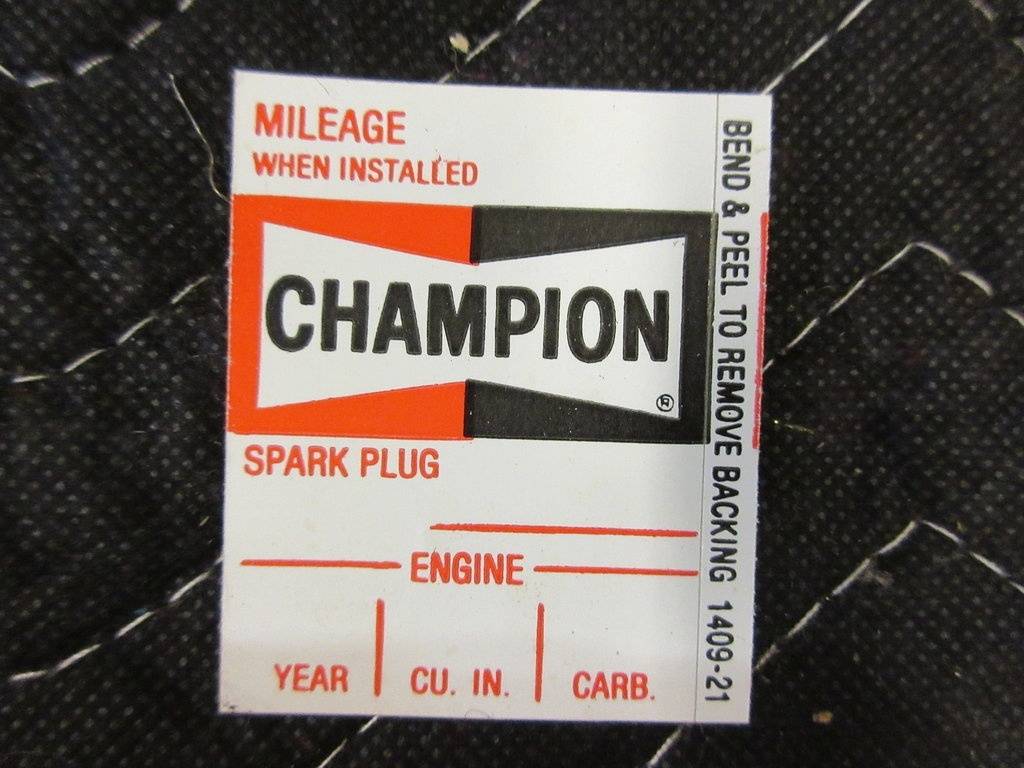 MILEAGE
WHEN INSTALLED
CHAMPION
®
SPARK PLUG
ENGINE
YEAR
CU. IN.
CARB.
BEND & PEEL TO REMOVE BACKING 1409-21